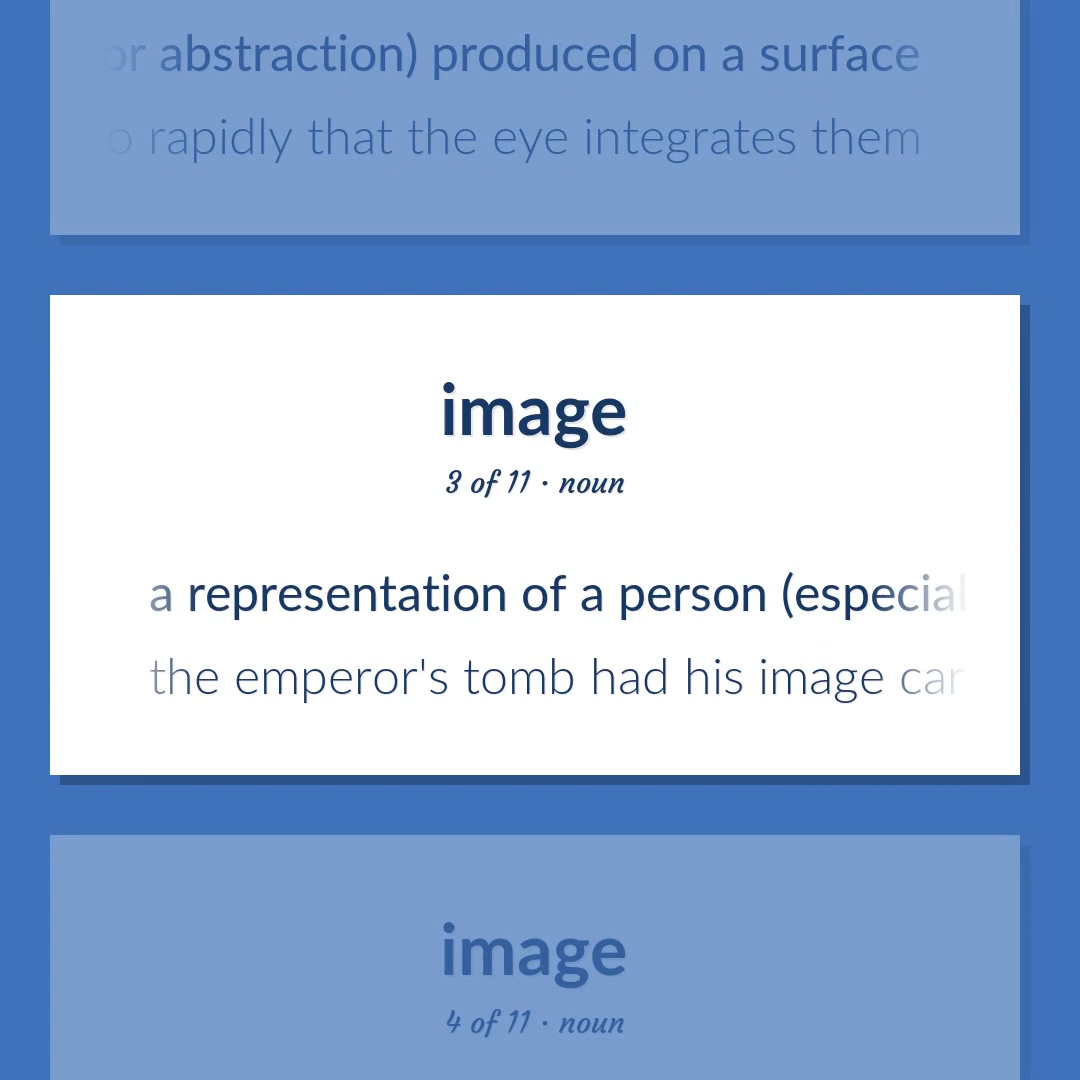 or abstraction) produced on a surface
rapidly that the eye integrates them
image
3 of 11 · noun
a representation of a person (especial
the emperor's tomb had his image car
image
4 of 11 · noun